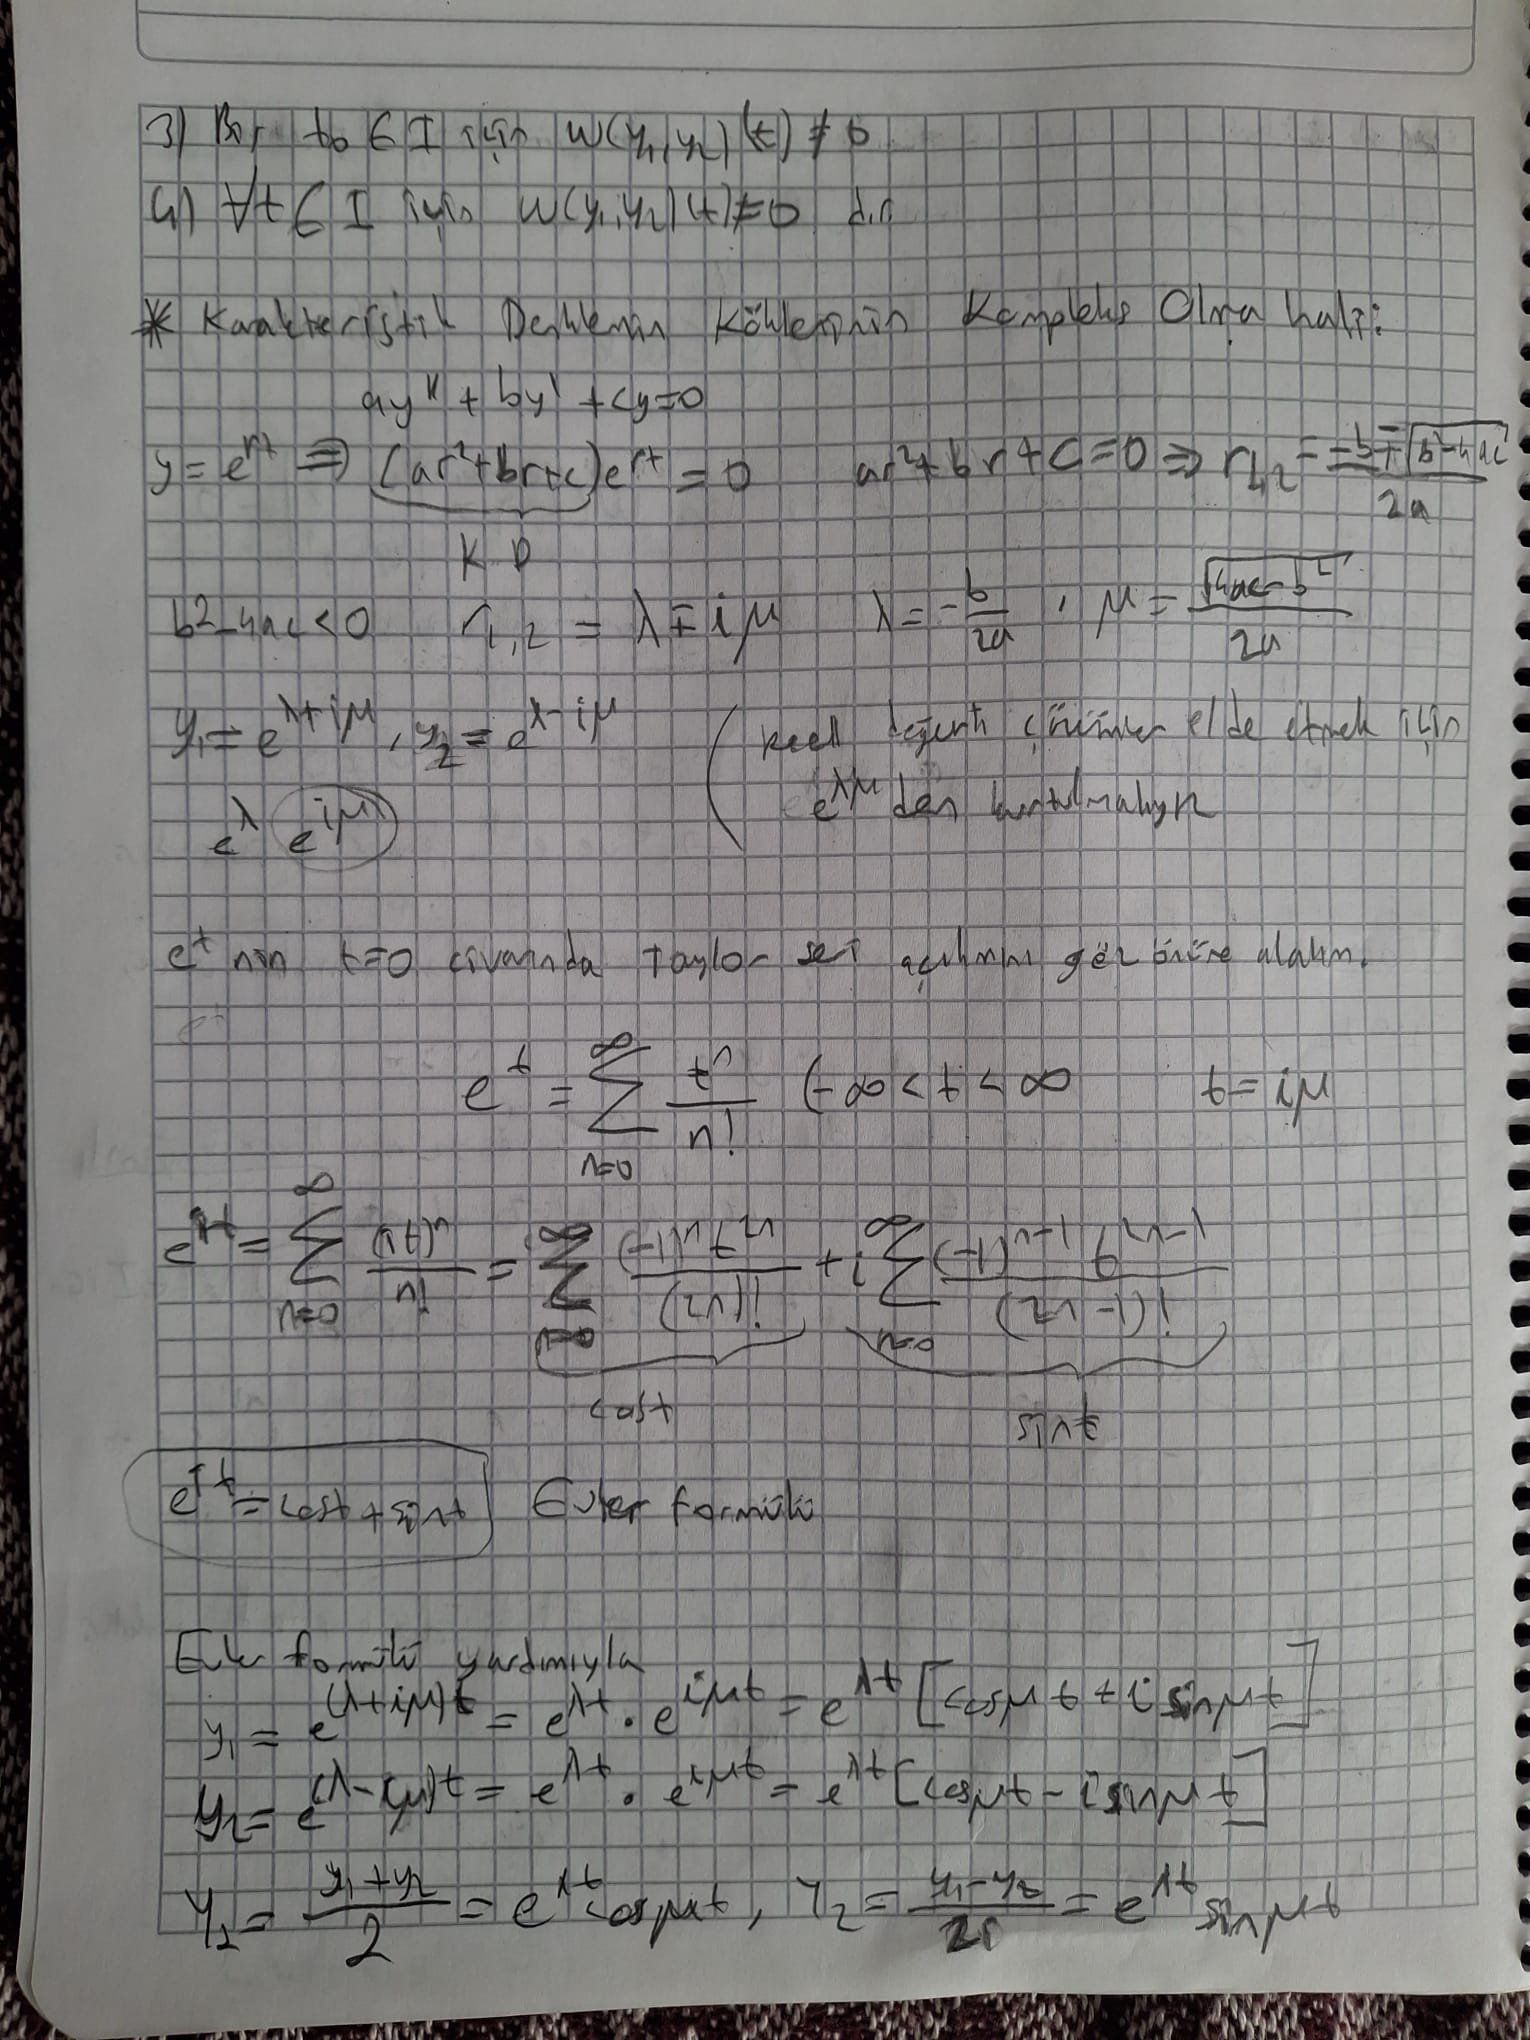 3) Bir t₀ ∈ I için W(y₁,y₂)(t) ≠ 0
4) ∀t ∈ I için W(y₁,y₂)(t) ≠ 0 dır
* Karakteristik Denklemin Köklerinin Kompleks Olma hali:
ay'' + by' + cy = 0
y = e^{rt} ⇒ (ar² + br + c)e^{rt} = 0    ar² + br + c = 0 ⇒ r₁,₂ = (-b ∓ √(b²-4ac))/2a
K D
b² - 4ac < 0    r₁,₂ = λ ∓ iμ    λ = -b/2a , μ = √(4ac-b²)/2a
y₁ = e^{λ+iμ} , y₂ = e^{λ-iμ}    ( Reel değerli çözümler elde etmek için
e^λ e^{iμ}    e^{λμ} den kurtulmalıyız
e^t nin t=0 civarında Taylor seri açılımını göz önüne alalım.
e^t = ∑_{n=0}^{∞} t^n/n!  (-∞ < t < ∞    t = iμ
e^{it} = ∑_{n=0}^{∞} (it)^n/n! = ∑_{n=0}^{∞} (-1)^n t^{2n}/(2n)! + i ∑_{n=0}^{∞} (-1)^{n-1} t^{2n-1}/(2n-1)!
cost    sint
e^{it} = cost + sint    Euler formülü
Euler formülü yardımıyla
y₁ = e^{(λ+iμ)t} = e^{λt} . e^{iμt} = e^{λt} [cosμt + i sinμt]
y₂ = e^{(λ-iμ)t} = e^{λt} . e^{iμt} = e^{λt} [cosμt - i sinμt]
Y₁ = (y₁+y₂)/2 = e^{λt} cosμt , Y₂ = (y₁-y₂)/2i = e^{λt} sinμt